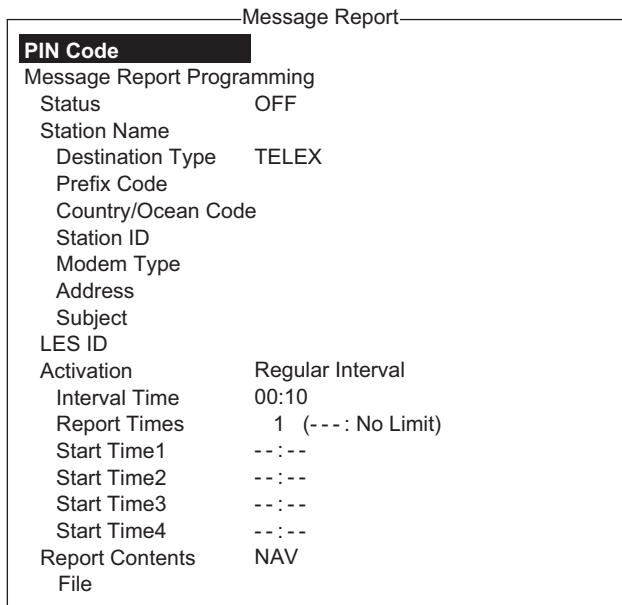 Message Report
PIN Code
Message Report Programming
Status OFF
Station Name
Destination Type TELEX
Prefix Code
Country/Ocean Code
Station ID
Modem Type
Address
Subject
LES ID
Activation Regular Interval
Interval Time 00:10
Report Times 1 (---: No Limit)
Start Time1 --:--
Start Time2 --:--
Start Time3 --:--
Start Time4 --:--
Report Contents NAV
File